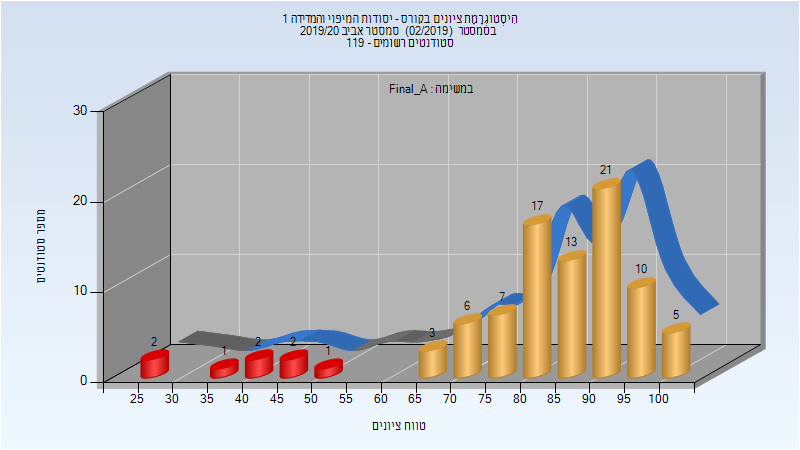 היסטוגרמת ציונים בקורס - יסודות המיפוי והמדידה 1
בסמסטר (02/2019) סמסטר אביב 2019/20
סטודנטים רשומים - 119
במשימה : Final_A
מספר סטודנטים
30
20
10
0
2
1
2
2
1
3
6
7
17
13
21
10
5
25 30 35 40 45 50 55 60 65 70 75 80 85 90 95 100
טווח ציונים